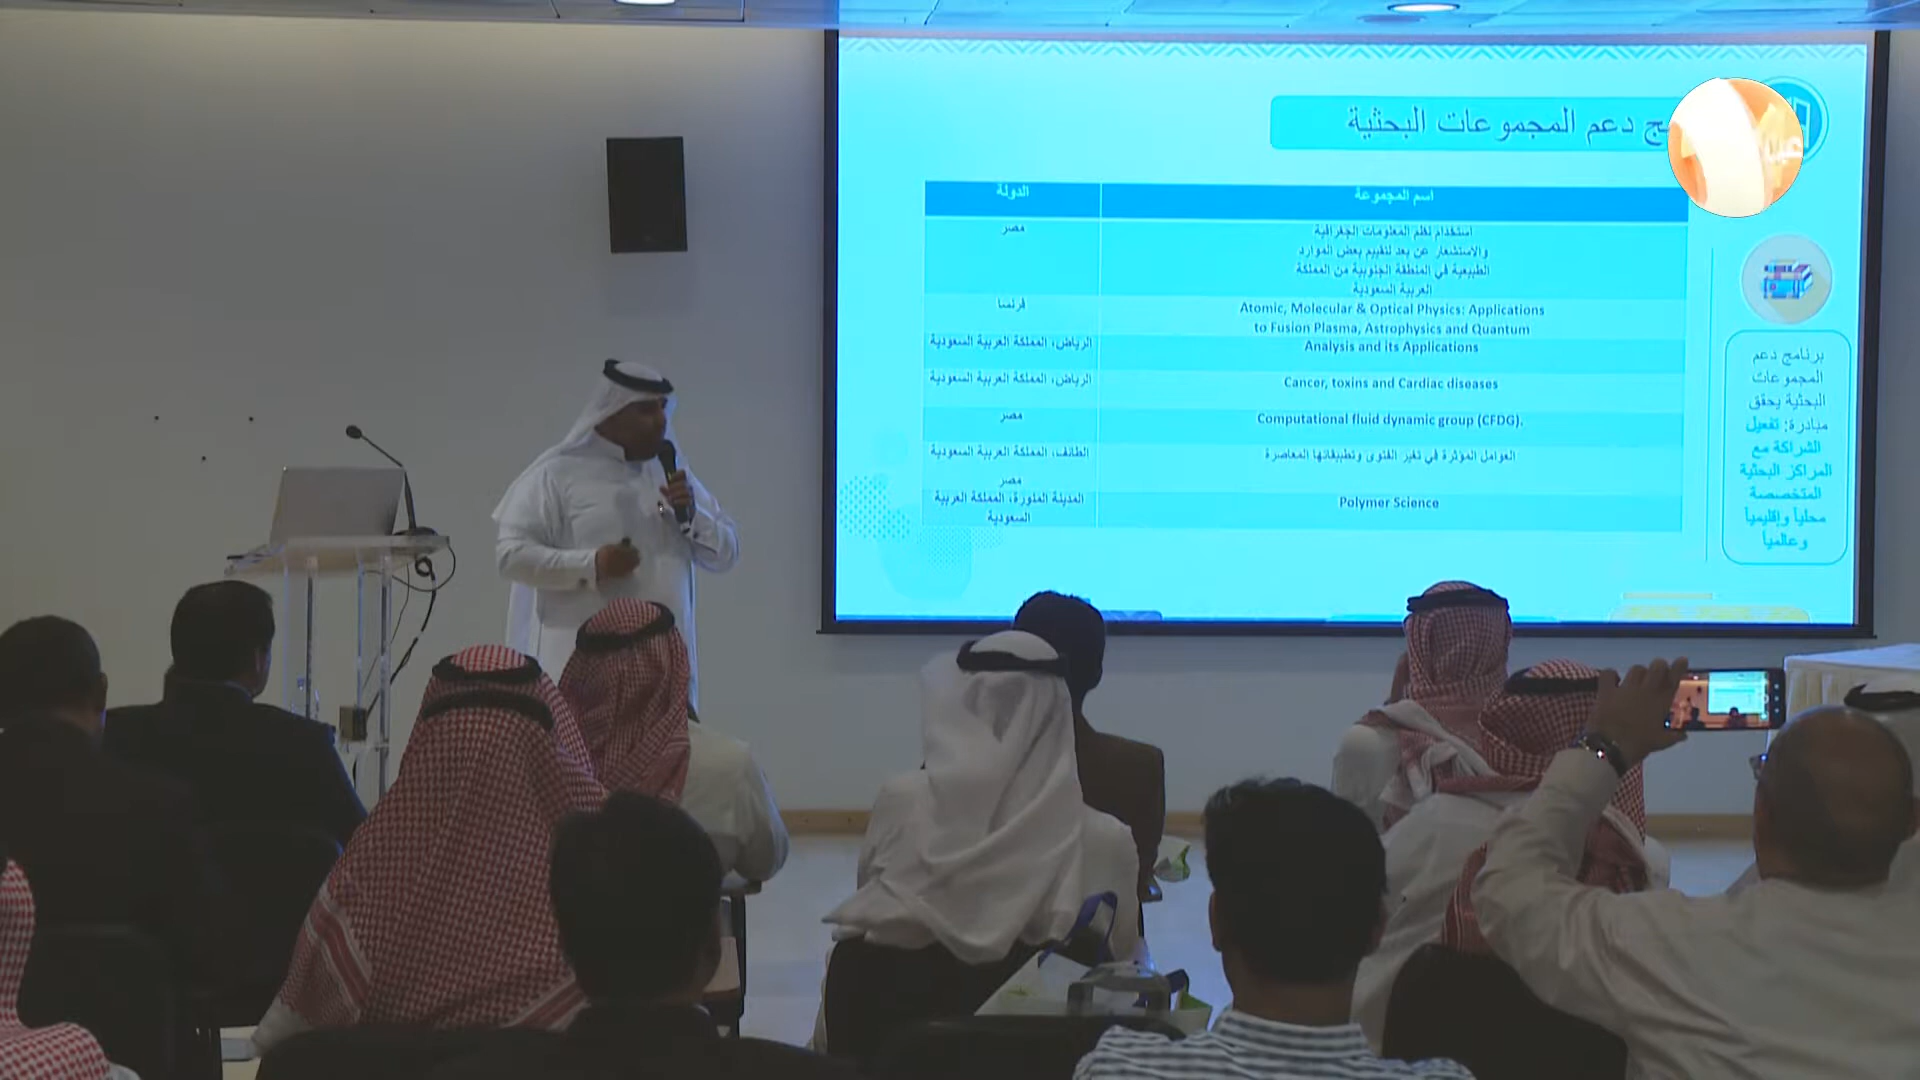 دعم المجموعات البحثية
اسم المجموعة
الدولة
استخدام نظم المعلومات الجغرافية
والاستشعار عن بعد لتقييم بعض الموارد
الطبيعية في المنطقة الجنوبية من المملكة
العربية السعودية
مصر
Atomic, Molecular & Optical Physics: Applications
to Fusion Plasma, Astrophysics and Quantum
فرنسا
Analysis and its Applications
الرياض، المملكة العربية السعودية
Cancer, toxins and Cardiac diseases
الرياض، المملكة العربية السعودية
Computational fluid dynamic group (CFDG).
مصر
العوامل المؤثرة في تغير الفتوى وتطبيقاتها المعاصرة
الطائف، المملكة العربية السعودية
Polymer Science
مصر
المدينة المنورة، المملكة العربية
السعودية
برنامج دعم
المجموعات
البحثية يحقق
مبادرة: تفعيل
الشراكة مع
المراكز البحثية
المتخصصة
محلياً وإقليمياً
وعالمياً